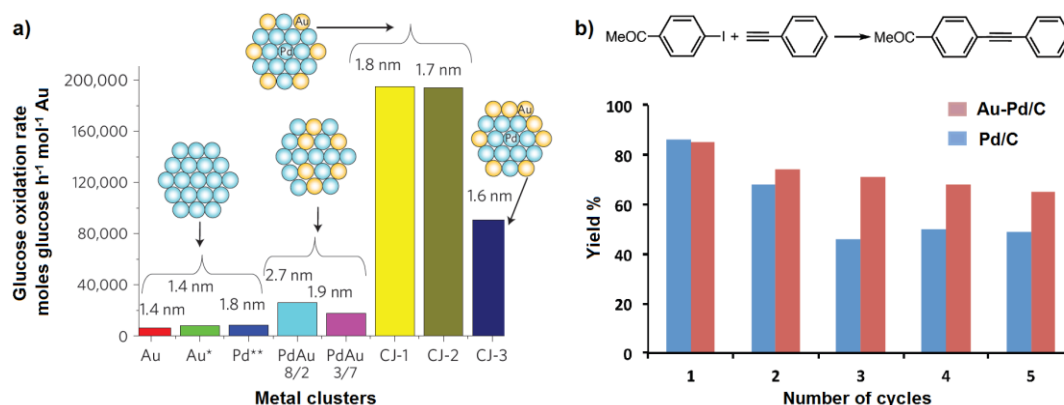 a)
Glucose oxidation rate
moles glucose h⁻¹ mol⁻¹ Au
200,000
160,000
120,000
80,000
40,000
0
Au
Pd
1.8 nm
1.7 nm
Au
Pd
1.6 nm
2.7 nm
1.9 nm
1.4 nm
1.4 nm
1.8 nm
Au
Au*
Pd**
PdAu
8/2
PdAu
3/7
CJ-1
CJ-2
CJ-3
Metal clusters
b)
MeOC
I
+
MeOC
Au-Pd/C
Pd/C
Yield %
100
80
60
40
20
0
1
2
3
4
5
Number of cycles